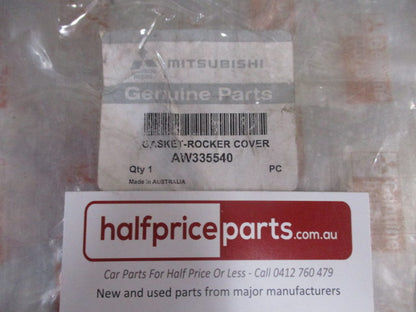 MITSUBISHI
Genuine Parts
GASKET-ROCKER COVER
AW335540
Qty 1 PC
Made in AUSTRALIA
halfpriceparts.com.au
Car Parts For Half Price Or Less - Call 0412 760 479
New and used parts from major manufacturers